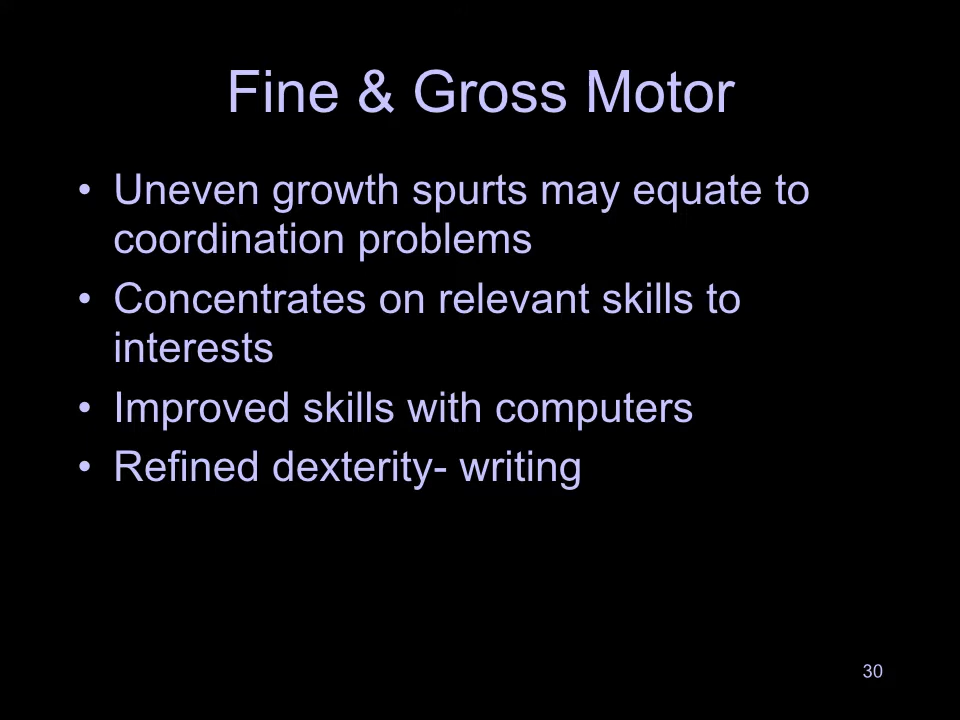 Fine & Gross Motor
• Uneven growth spurts may equate to
coordination problems
• Concentrates on relevant skills to
interests
• Improved skills with computers
• Refined dexterity- writing
30